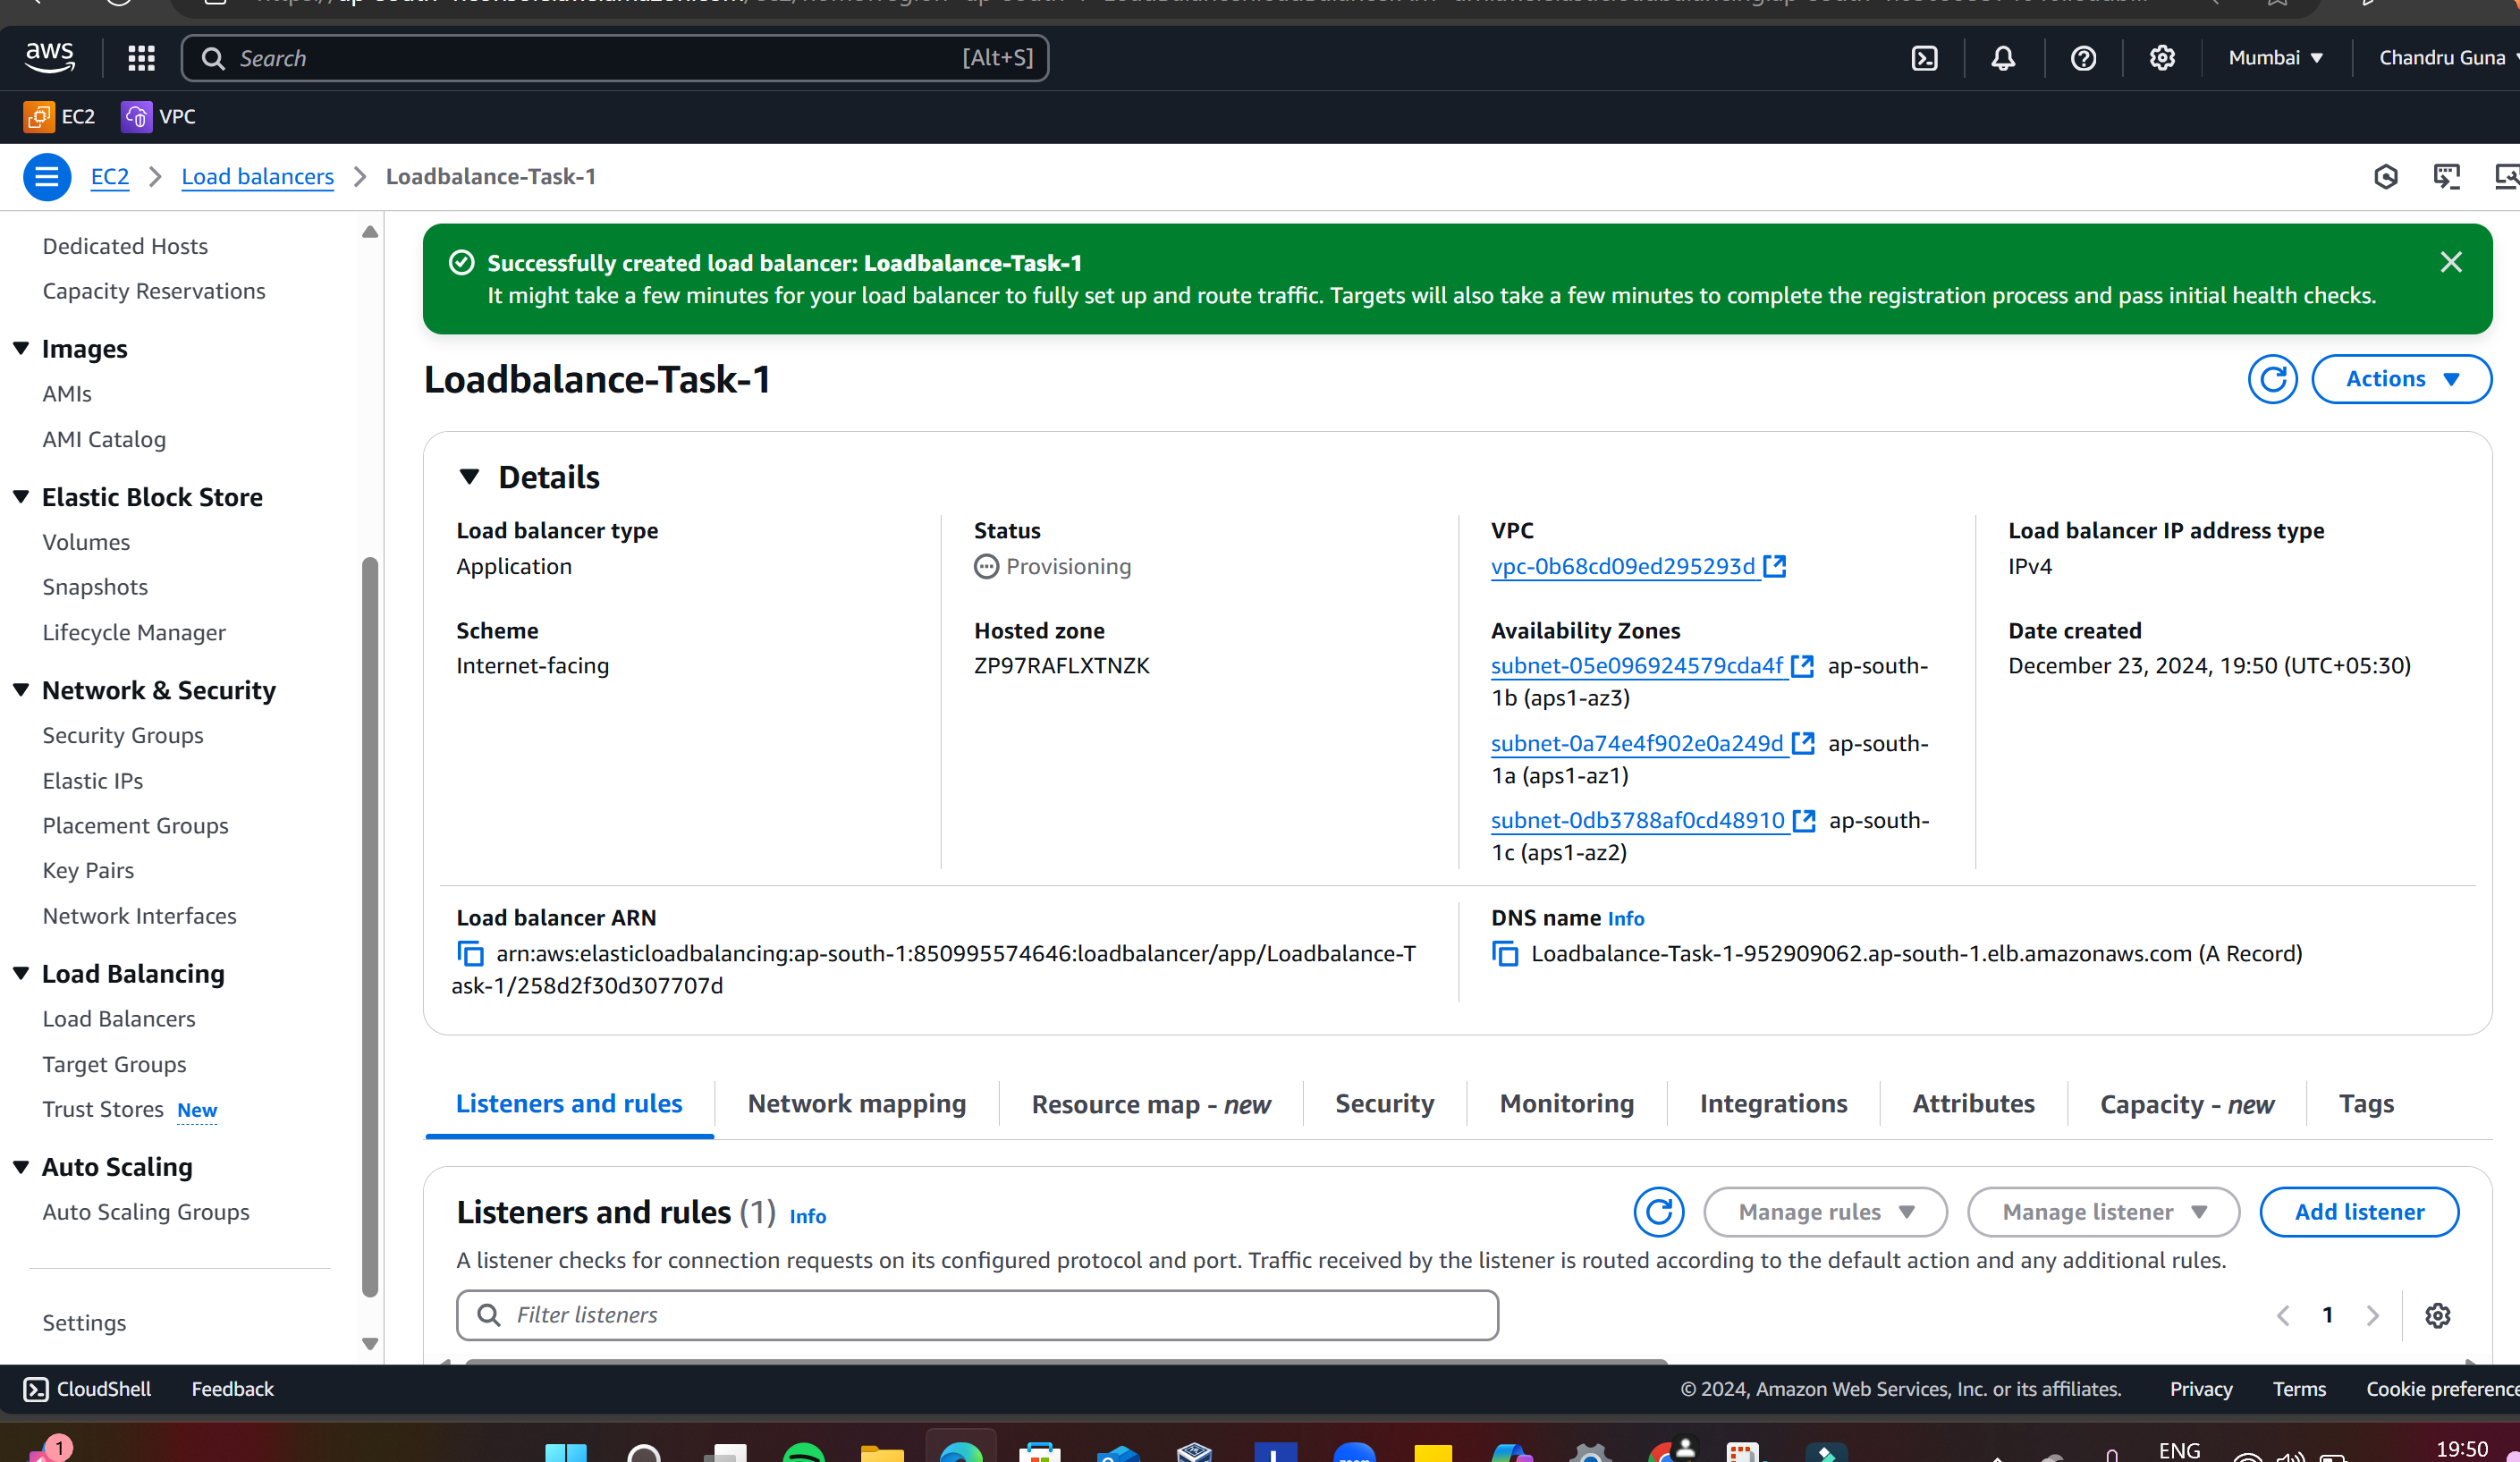 aws
Search
[Alt+S]
Mumbai
Chandru Guna
EC2
VPC
EC2
Load balancers
Loadbalance-Task-1
Dedicated Hosts
Capacity Reservations
Images
AMIs
AMI Catalog
Elastic Block Store
Volumes
Snapshots
Lifecycle Manager
Network & Security
Security Groups
Elastic IPs
Placement Groups
Key Pairs
Network Interfaces
Load Balancing
Load Balancers
Target Groups
Trust Stores New
Auto Scaling
Auto Scaling Groups
Settings
Successfully created load balancer: Loadbalance-Task-1
It might take a few minutes for your load balancer to fully set up and route traffic. Targets will also take a few minutes to complete the registration process and pass initial health checks.
Loadbalance-Task-1
Actions
Details
Load balancer type
Application
Status
Provisioning
VPC
vpc-0b68cd09ed295293d
Load balancer IP address type
IPv4
Scheme
Internet-facing
Hosted zone
ZP97RAFLXTNZK
Availability Zones
subnet-05e096924579cda4f ap-south-
1b (aps1-az3)
subnet-0a74e4f902e0a249d ap-south-
1a (aps1-az1)
subnet-0db3788af0cd48910 ap-south-
1c (aps1-az2)
Date created
December 23, 2024, 19:50 (UTC+05:30)
Load balancer ARN
arn:aws:elasticloadbalancing:ap-south-1:850995574646:loadbalancer/app/Loadbalance-T
ask-1/258d2f30d307707d
DNS name Info
Loadbalance-Task-1-952909062.ap-south-1.elb.amazonaws.com (A Record)
Listeners and rules
Network mapping
Resource map - new
Security
Monitoring
Integrations
Attributes
Capacity - new
Tags
Listeners and rules (1) Info
Manage rules
Manage listener
Add listener
A listener checks for connection requests on its configured protocol and port. Traffic received by the listener is routed according to the default action and any additional rules.
Filter listeners
1
CloudShell
Feedback
© 2024, Amazon Web Services, Inc. or its affiliates.
Privacy
Terms
Cookie preference
1
zoom
ENG
19:50